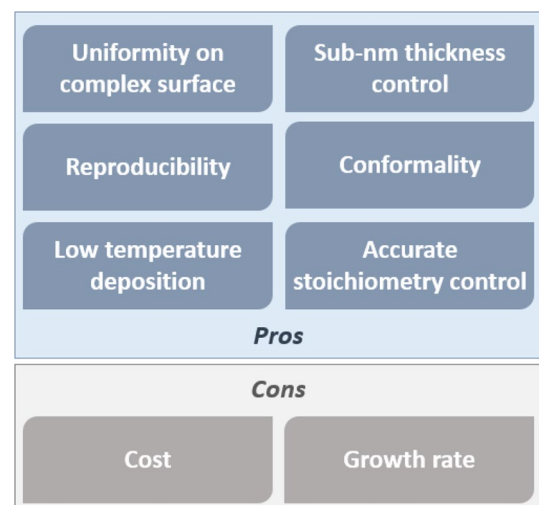 Uniformity on
complex surface
Sub-nm thickness
control
Reproducibility
Conformality
Low temperature
deposition
Accurate
stoichiometry control
Pros
Cons
Cost
Growth rate